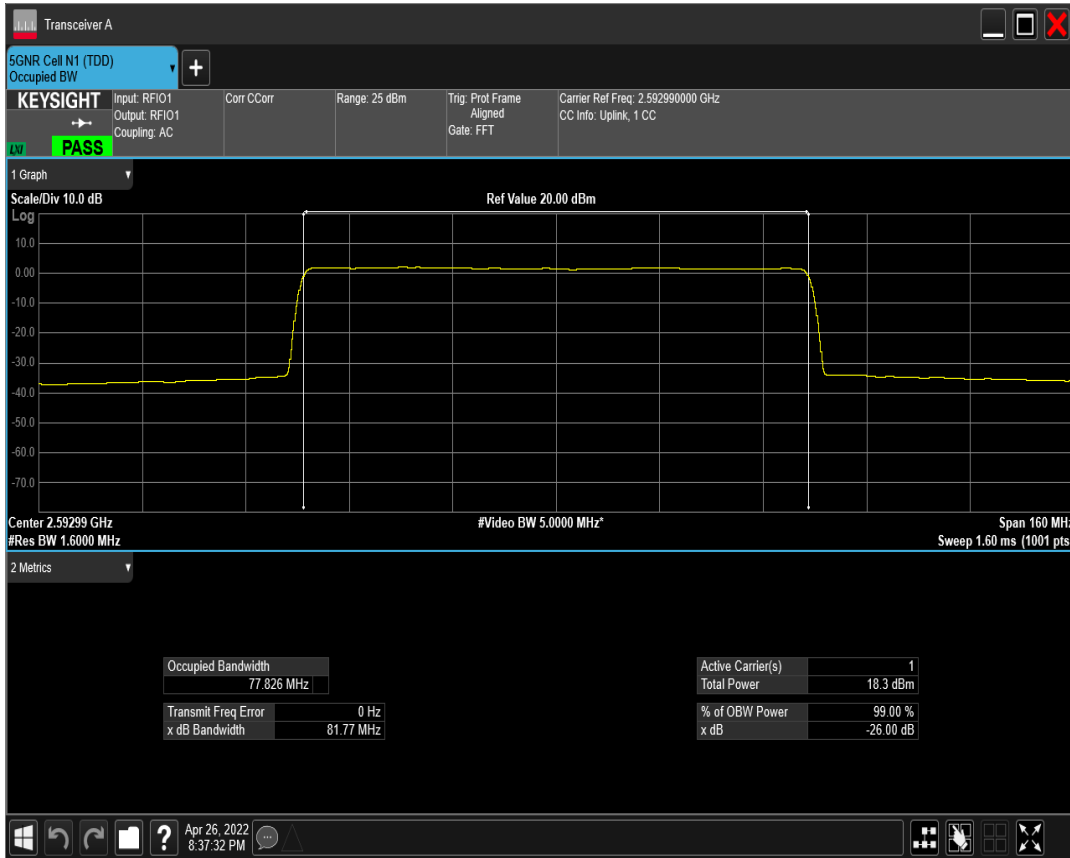 Transceiver A
5GNR Cell N1 (TDD)
Occupied BW
+
KEYSIGHT
LXI
PASS
Input: RFIO1
Output: RFIO1
Coupling: AC
Corr CCorr
Range: 25 dBm
Trig: Prot Frame
Aligned
Gate: FFT
Carrier Ref Freq: 2.592990000 GHz
CC Info: Uplink, 1 CC
1 Graph
Scale/Div 10.0 dB
Ref Value 20.00 dBm
Log
10.0
0.00
-10.0
-20.0
-30.0
-40.0
-50.0
-60.0
-70.0
Center 2.59299 GHz
#Video BW 5.0000 MHz*
Span 160 MHz
#Res BW 1.6000 MHz
Sweep 1.60 ms (1001 pts
2 Metrics
Occupied Bandwidth
77.826 MHz
Transmit Freq Error 0 Hz
x dB Bandwidth 81.77 MHz
Active Carrier(s) 1
Total Power 18.3 dBm
% of OBW Power 99.00 %
x dB -26.00 dB
?
Apr 26, 2022
8:37:32 PM